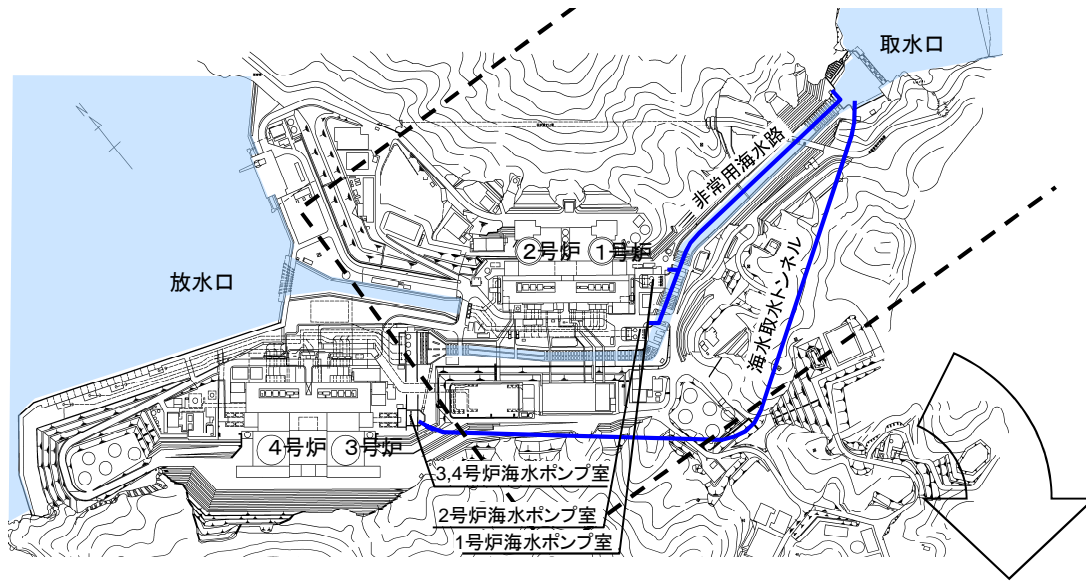 取水口
非常用海水路
2号炉
1号炉
放水口
海水取水トンネル
4号炉
3号炉
3,4号炉海水ポンプ室
2号炉海水ポンプ室
1号炉海水ポンプ室